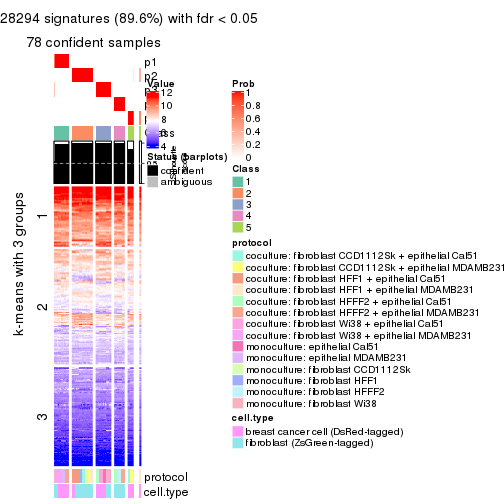 28294 signatures (89.6%) with fdr < 0.05
78 confident samples
p1
p2
Value
12
10
8
6
4
Class
Status (barplots)
confident
ambiguous
k-means with 3 groups
1
2
3
protocol
cell.type
Prob
1
0.8
0.6
0.4
0.2
0
Class
1
2
3
4
5
protocol
coculture: fibroblast CCD1112Sk + epithelial Cal51
coculture: fibroblast CCD1112Sk + epithelial MDAMB231
coculture: fibroblast HFF1 + epithelial Cal51
coculture: fibroblast HFF1 + epithelial MDAMB231
coculture: fibroblast HFFF2 + epithelial Cal51
coculture: fibroblast HFFF2 + epithelial MDAMB231
coculture: fibroblast Wi38 + epithelial Cal51
coculture: fibroblast Wi38 + epithelial MDAMB231
monoculture: epithelial Cal51
monoculture: epithelial MDAMB231
monoculture: fibroblast CCD1112Sk
monoculture: fibroblast HFF1
monoculture: fibroblast HFFF2
monoculture: fibroblast Wi38
cell.type
breast cancer cell (DsRed-tagged)
fibroblast (ZsGreen-tagged)